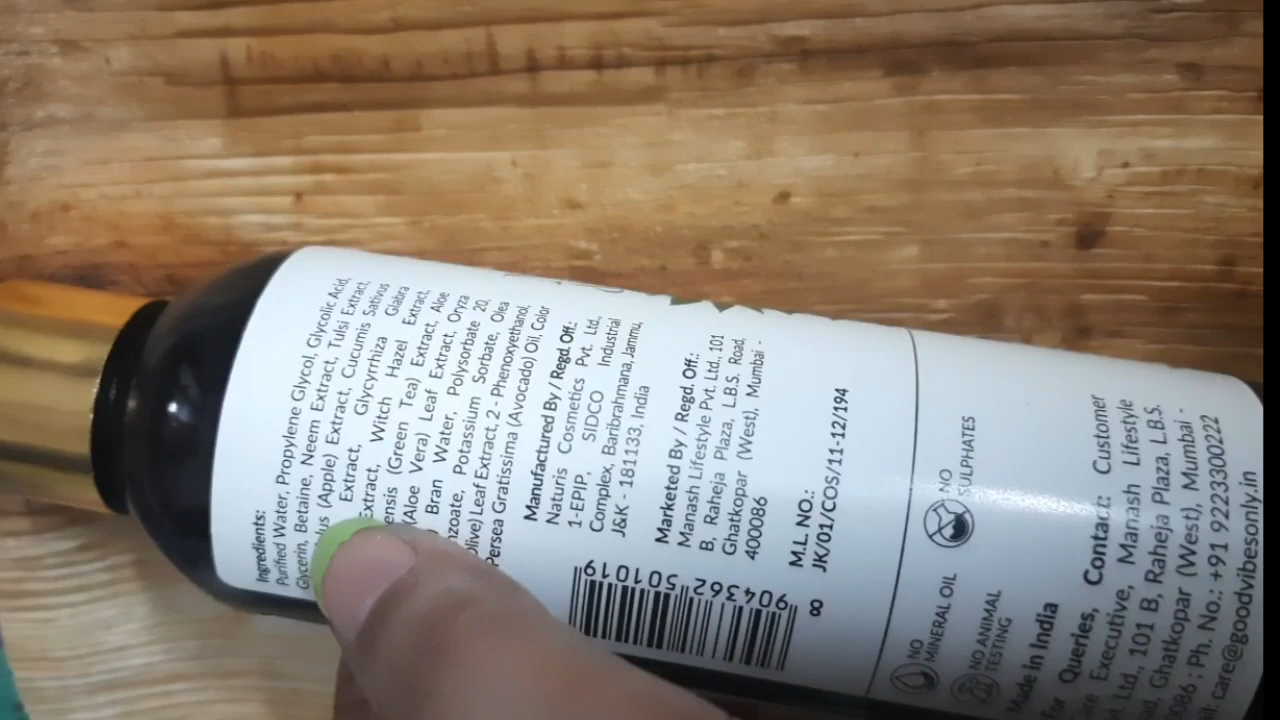 Ingredients:
Purified Water, Propylene Glycol, Glycolic Acid,
Glycerin, Betaine, Neem Extract, Tulsi Extract,
(Apple) Extract, Cucumis Sativus
Extract, Glycyrrhiza Glabra
Extract, Witch Hazel Extract,
(Green Tea) Extract, Aloe
(Aloe Vera) Leaf Extract, Oryza
Bran Water, Polysorbate 20,
Potassium Sorbate, Olea
Leaf Extract, 2 - Phenoxyethanol,
Persea Gratissima (Avocado) Oil, Color
Manufactured By / Regd. Off:
Naturis Cosmetics Pvt. Ltd.,
1-EPIP, SIDCO Industrial
Complex, Baribrahmana, Jammu,
J&K - 181133, India
Marketed By / Regd. Off.:
Manash Lifestyle Pvt. Ltd., 101
B, Raheja Plaza, L.B.S. Road,
Ghatkopar (West), Mumbai -
400086
M.L. NO.:
JK/01/COS/11-12/194
904362 501019
8
NO
MINERAL OIL
NO
SULPHATES
NO ANIMAL
TESTING
Made In India
For Queries, Contact: Customer
Executive, Manash Lifestyle
Ltd., 101 B, Raheja Plaza, L.B.S.
Ghatkopar (West), Mumbai -
; Ph. No.: +91 92223300222
care@goodvibesonly.in